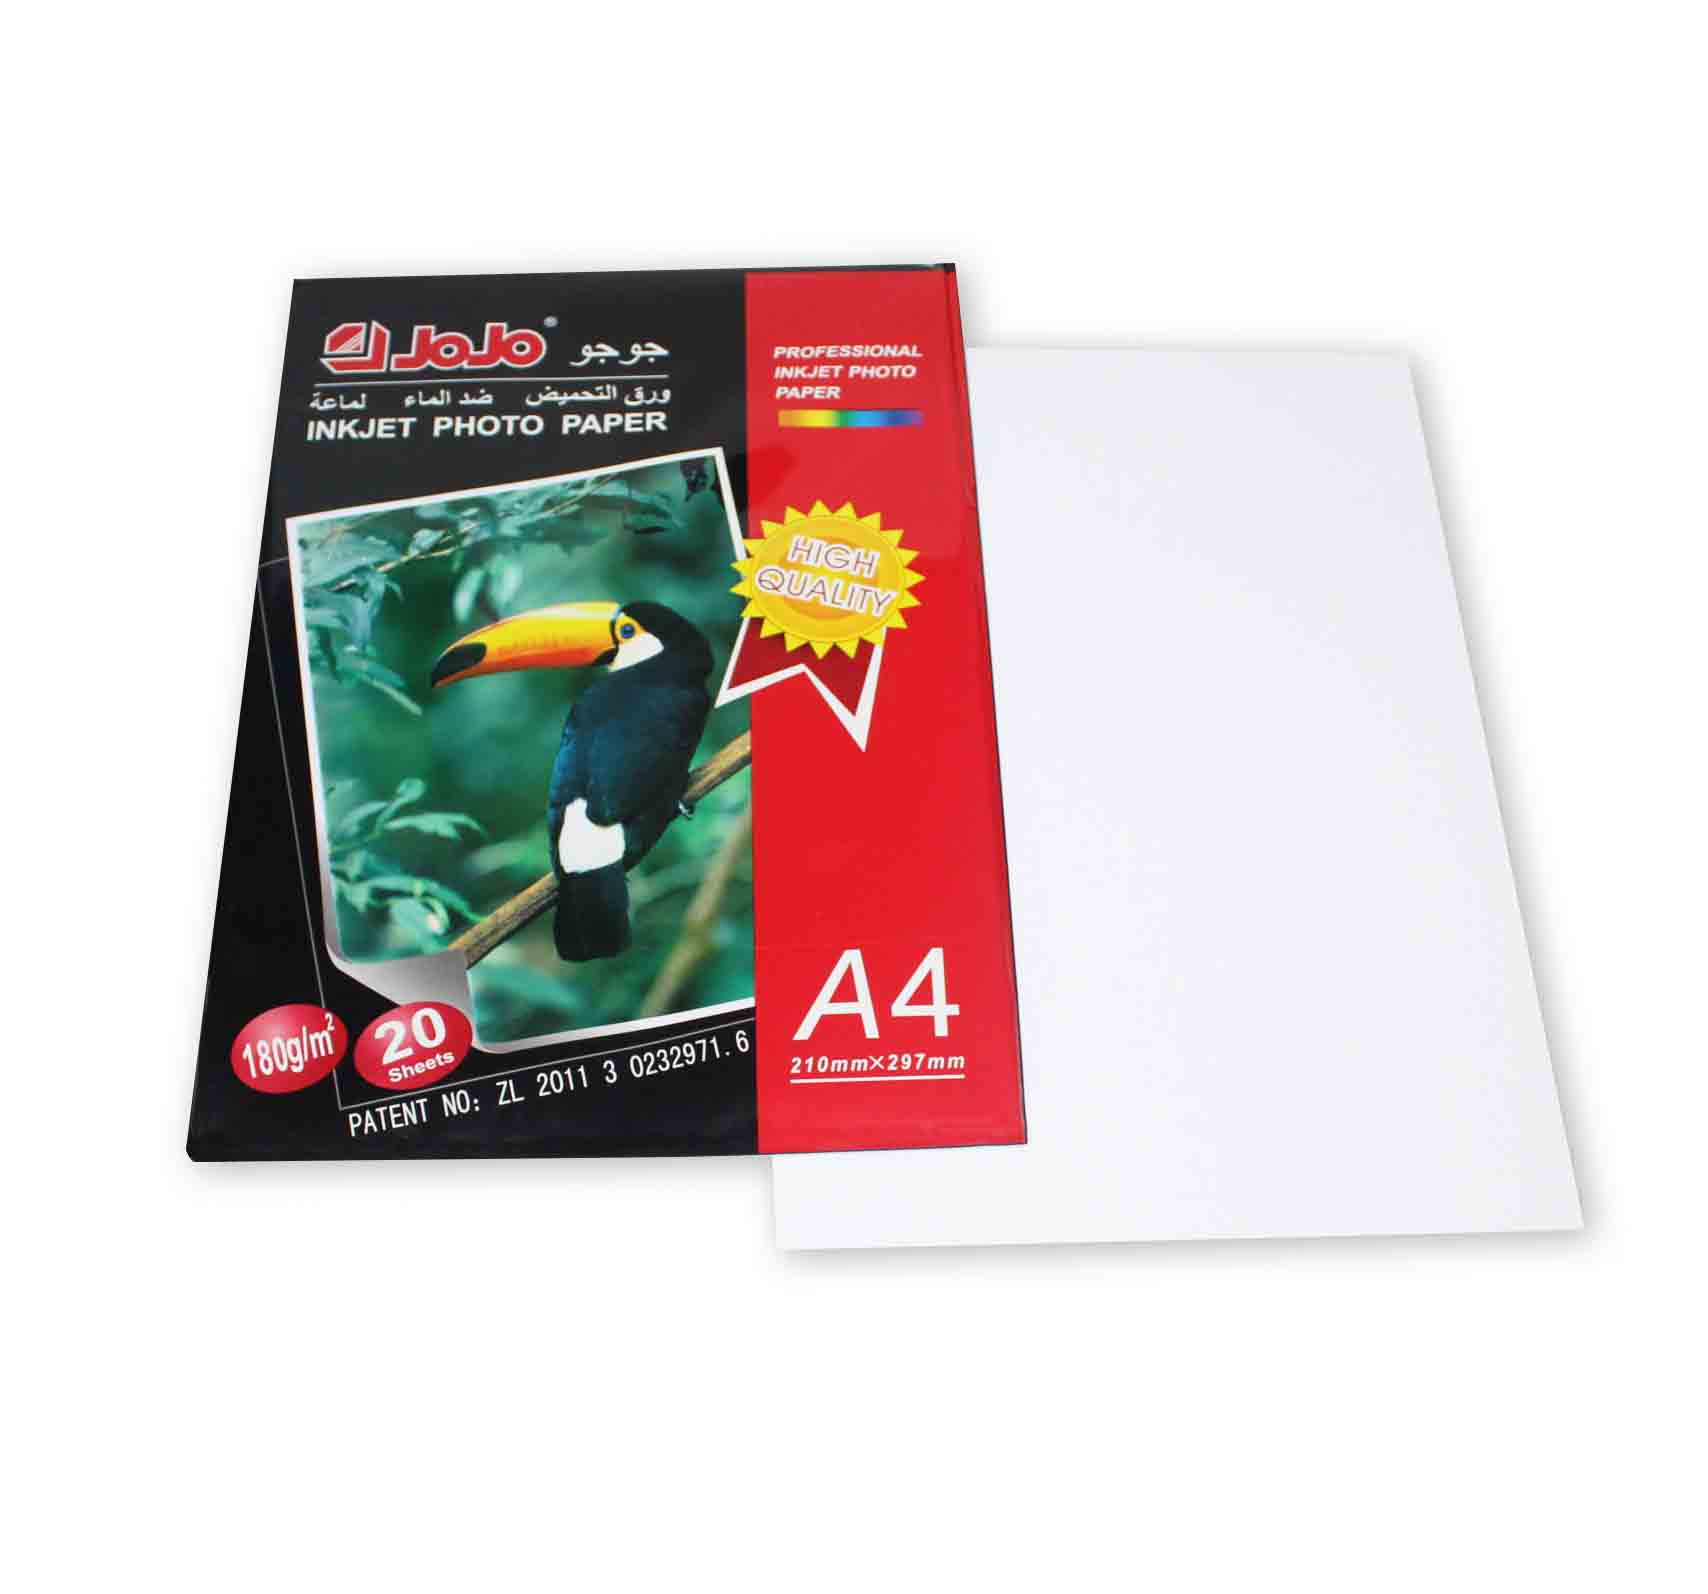 JOJO® جوجو
ورق التحميض ضد الماء لماعة
INKJET PHOTO PAPER
PROFESSIONAL
INKJET PHOTO
PAPER
HIGH
QUALITY
180g/m²
20
Sheets
PATENT NO: ZL 2011 3 0232971.6
A4
210mm×297mm